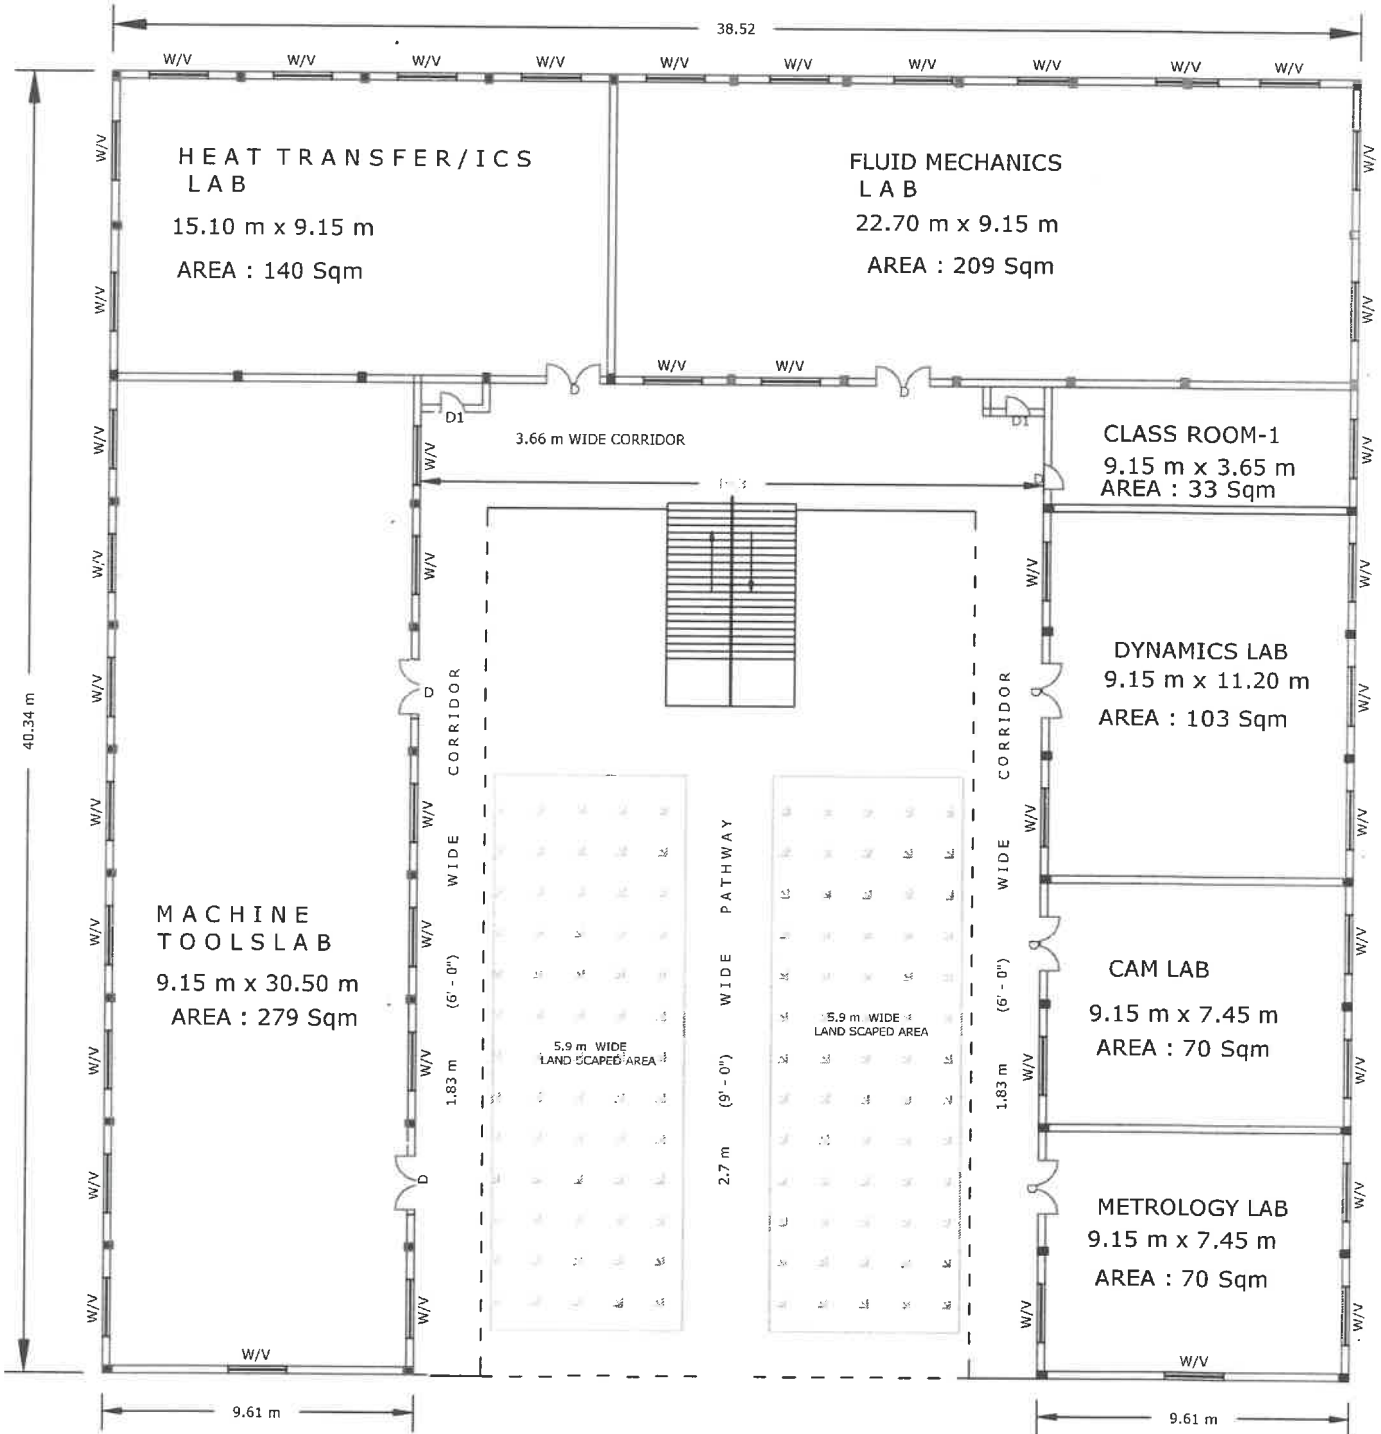 38.52
W/V W/V W/V W/V W/V W/V W/V W/V W/V W/V
HEAT TRANSFER/ICS
LAB
15.10 m x 9.15 m
AREA : 140 Sqm
FLUID MECHANICS
LAB
22.70 m x 9.15 m
AREA : 209 Sqm
W/V
W/V
W/V
W/V
W/V W/V
D
D
D1
D1
3.66 m WIDE CORRIDOR
CLASS ROOM-1
9.15 m x 3.65 m
AREA : 33 Sqm
D
W/V
W/V
W/V
W/V
W/V
W/V
W/V
DYNAMICS LAB
9.15 m x 11.20 m
AREA : 103 Sqm
40.34 m
W/V
D
D
W/V
W/V
W/V
W/V
W/V
MACHINE
TOOLSLAB
9.15 m x 30.50 m
AREA : 279 Sqm
1.83 m (6' - 0") WIDE CORRIDOR
2.7 m (9' - 0") WIDE PATHWAY
1.83 m (6' - 0") WIDE CORRIDOR
5.9 m WIDE
LAND SCAPED AREA
5.9 m WIDE
LAND SCAPED AREA
W/V
W/V
D
W/V
CAM LAB
9.15 m x 7.45 m
AREA : 70 Sqm
W/V
W/V
W/V
W/V
W/V
D
D
W/V
METROLOGY LAB
9.15 m x 7.45 m
AREA : 70 Sqm
W/V
W/V
W/V
W/V
W/V
W/V
9.61 m
9.61 m